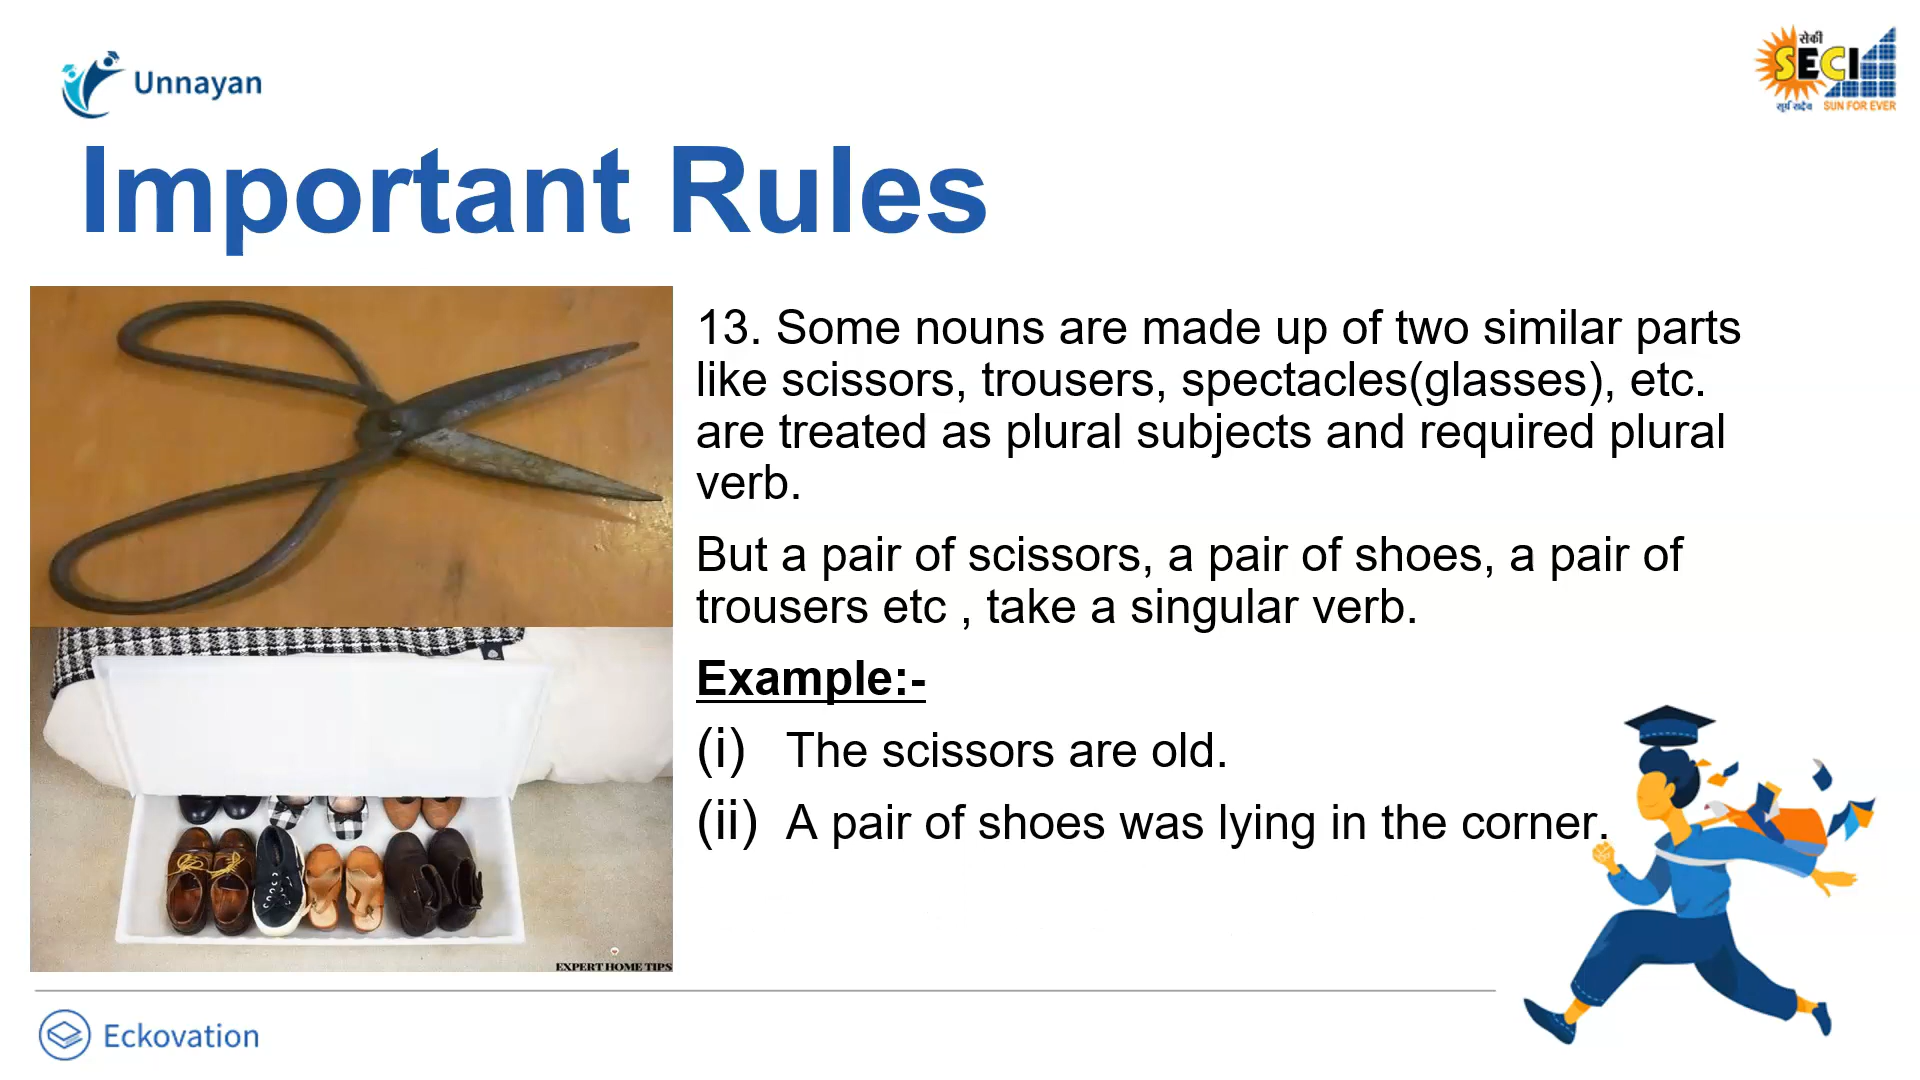 Unnayan
सेकी
SECI
सूर्य सदैव SUN FOR EVER
Important Rules
13. Some nouns are made up of two similar parts
like scissors, trousers, spectacles(glasses), etc.
are treated as plural subjects and required plural
verb.
But a pair of scissors, a pair of shoes, a pair of
trousers etc , take a singular verb.
Example:-
(i) The scissors are old.
(ii) A pair of shoes was lying in the corner.
EXPERT HOME TIPS
Eckovation